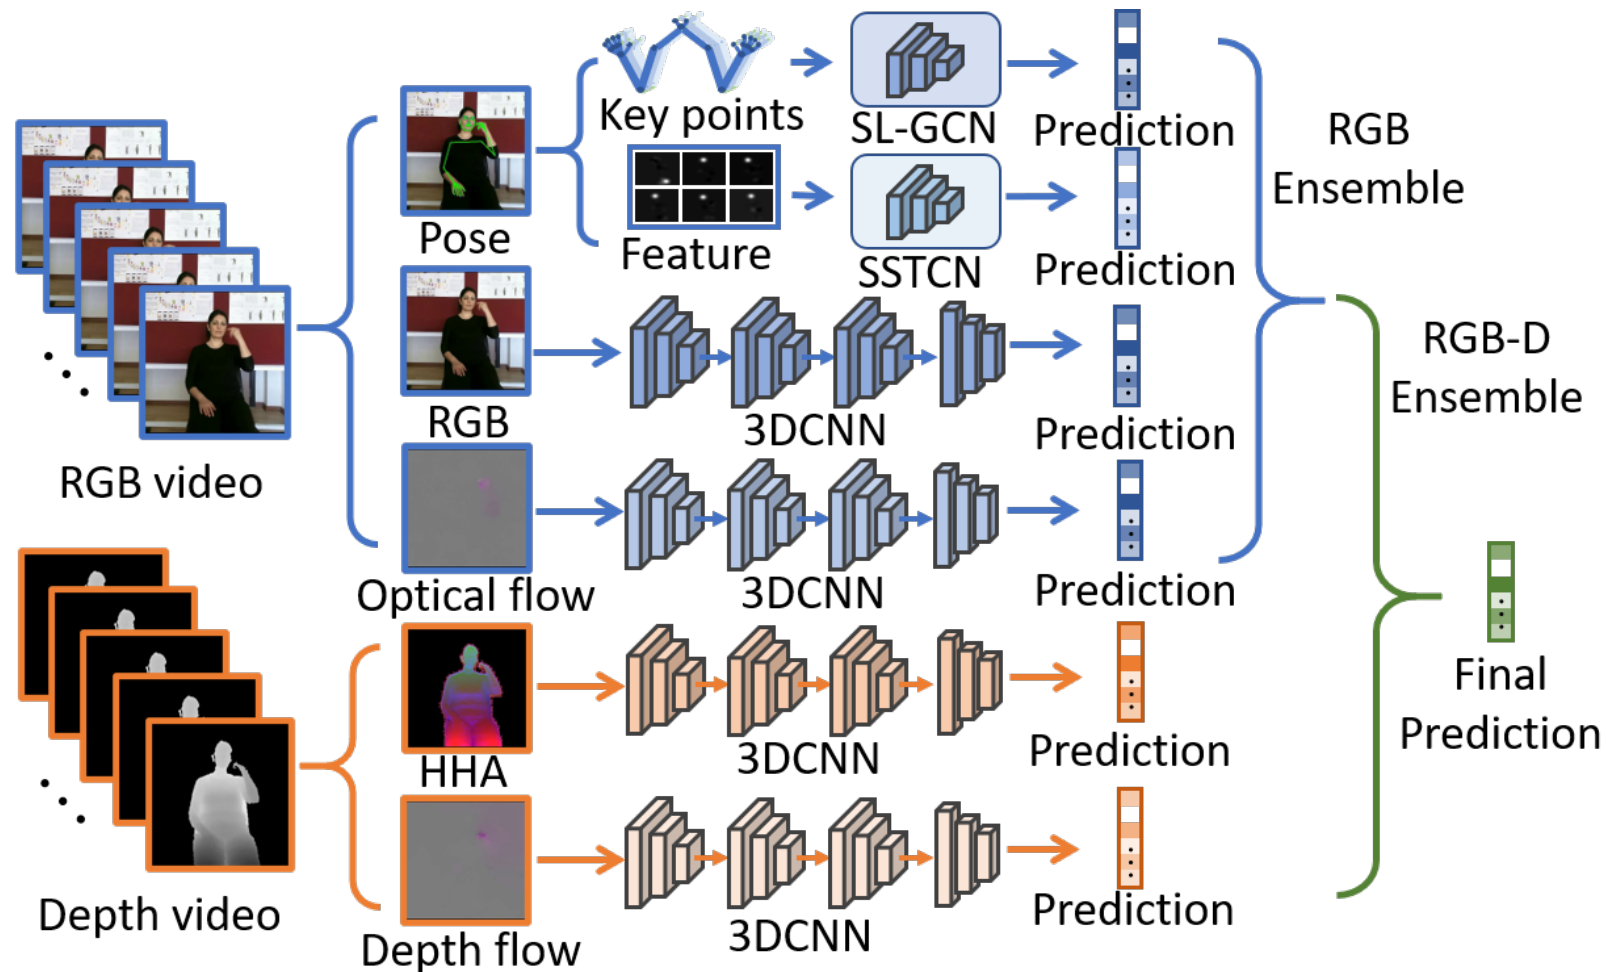 Key points
SL-GCN
Prediction
RGB
Ensemble
Pose
Feature
SSTCN
Prediction
RGB
3DCNN
Prediction
RGB-D
Ensemble
RGB video
Optical flow
3DCNN
Prediction
HHA
3DCNN
Prediction
Final
Prediction
Depth video
Depth flow
3DCNN
Prediction